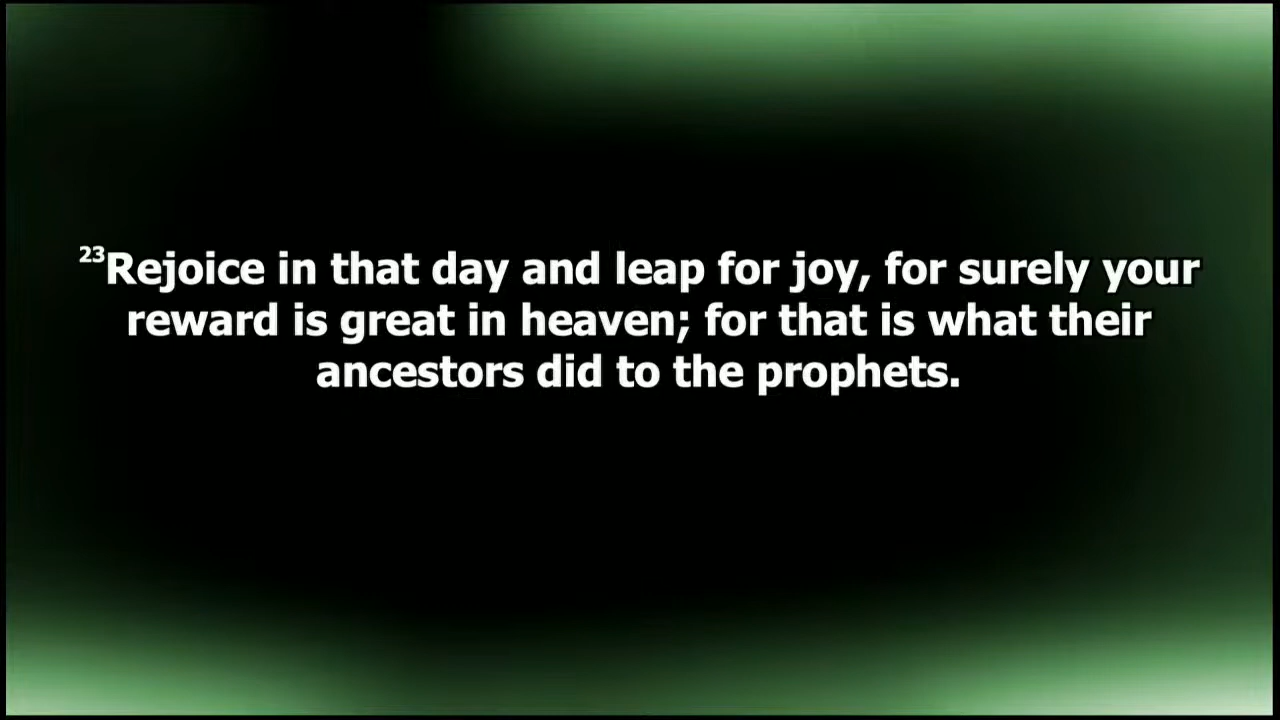 23Rejoice in that day and leap for joy, for surely your
reward is great in heaven; for that is what their
ancestors did to the prophets.